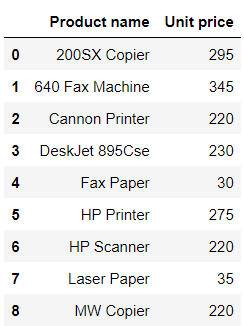 Product name Unit price
0 200SX Copier 295
1 640 Fax Machine 345
2 Cannon Printer 220
3 DeskJet 895Cse 230
4 Fax Paper 30
5 HP Printer 275
6 HP Scanner 220
7 Laser Paper 35
8 MW Copier 220